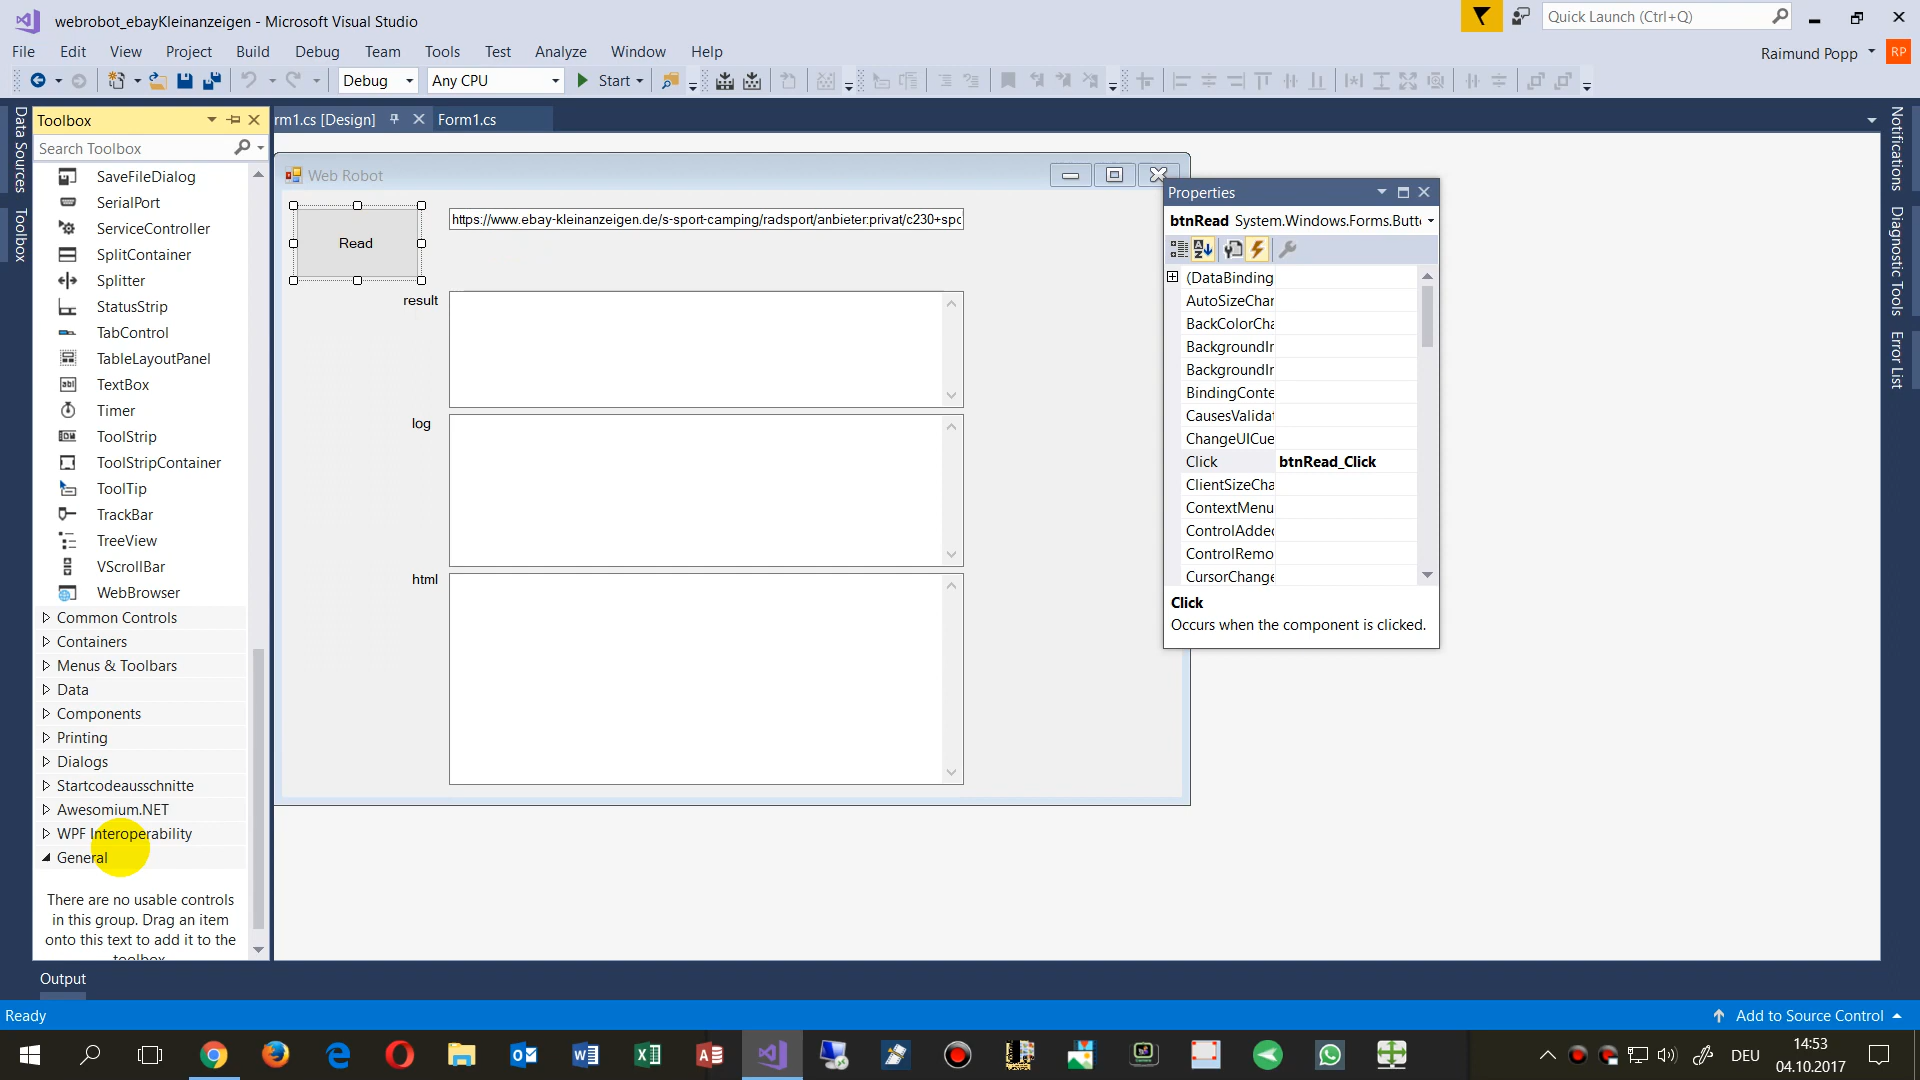 webrobot_ebayKleinanzeigen - Microsoft Visual Studio
Quick Launch (Ctrl+Q)
File Edit View Project Build Debug Team Tools Test Analyze Window Help
Raimund Popp RP
Debug Any CPU Start
Data Sources
Toolbox
Toolbox
Search Toolbox
SaveFileDialog
SerialPort
ServiceController
SplitContainer
Splitter
StatusStrip
TabControl
TableLayoutPanel
TextBox
Timer
ToolStrip
ToolStripContainer
ToolTip
TrackBar
TreeView
VScrollBar
WebBrowser
Common Controls
Containers
Menus & Toolbars
Data
Components
Printing
Dialogs
Startcodeausschnitte
Awesomium.NET
WPF Interoperability
General
There are no usable controls
in this group. Drag an item
onto this text to add it to the
toolbox.
rm1.cs [Design] Form1.cs
Web Robot
Read
https://www.ebay-kleinanzeigen.de/s-sport-camping/radsport/anbieter:privat/c230+spo
result
log
html
Properties
btnRead System.Windows.Forms.Butt
(DataBinding
AutoSizeChar
BackColorCha
BackgroundIr
BackgroundIr
BindingConte
CausesValidat
ChangeUICue
Click btnRead_Click
ClientSizeCha
ContextMenu
ControlAdded
ControlRemo
CursorChange
Click
Occurs when the component is clicked.
Notifications
Diagnostic Tools
Error List
Output
Ready
Add to Source Control
DEU
14:53
04.10.2017